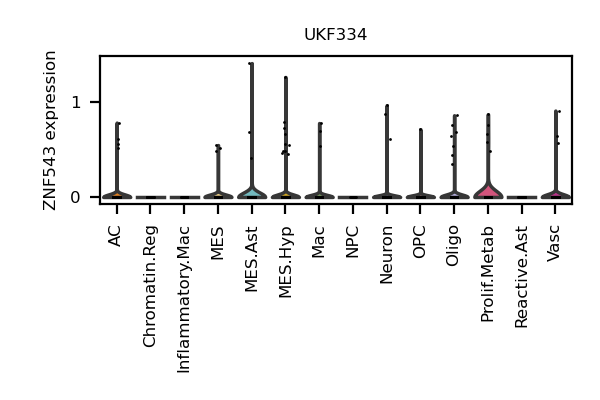 UKF334
ZNF543 expression
1
0
AC
Chromatin.Reg
Inflammatory.Mac
MES
MES.Ast
MES.Hyp
Mac
NPC
Neuron
OPC
Oligo
Prolif.Metab
Reactive.Ast
Vasc